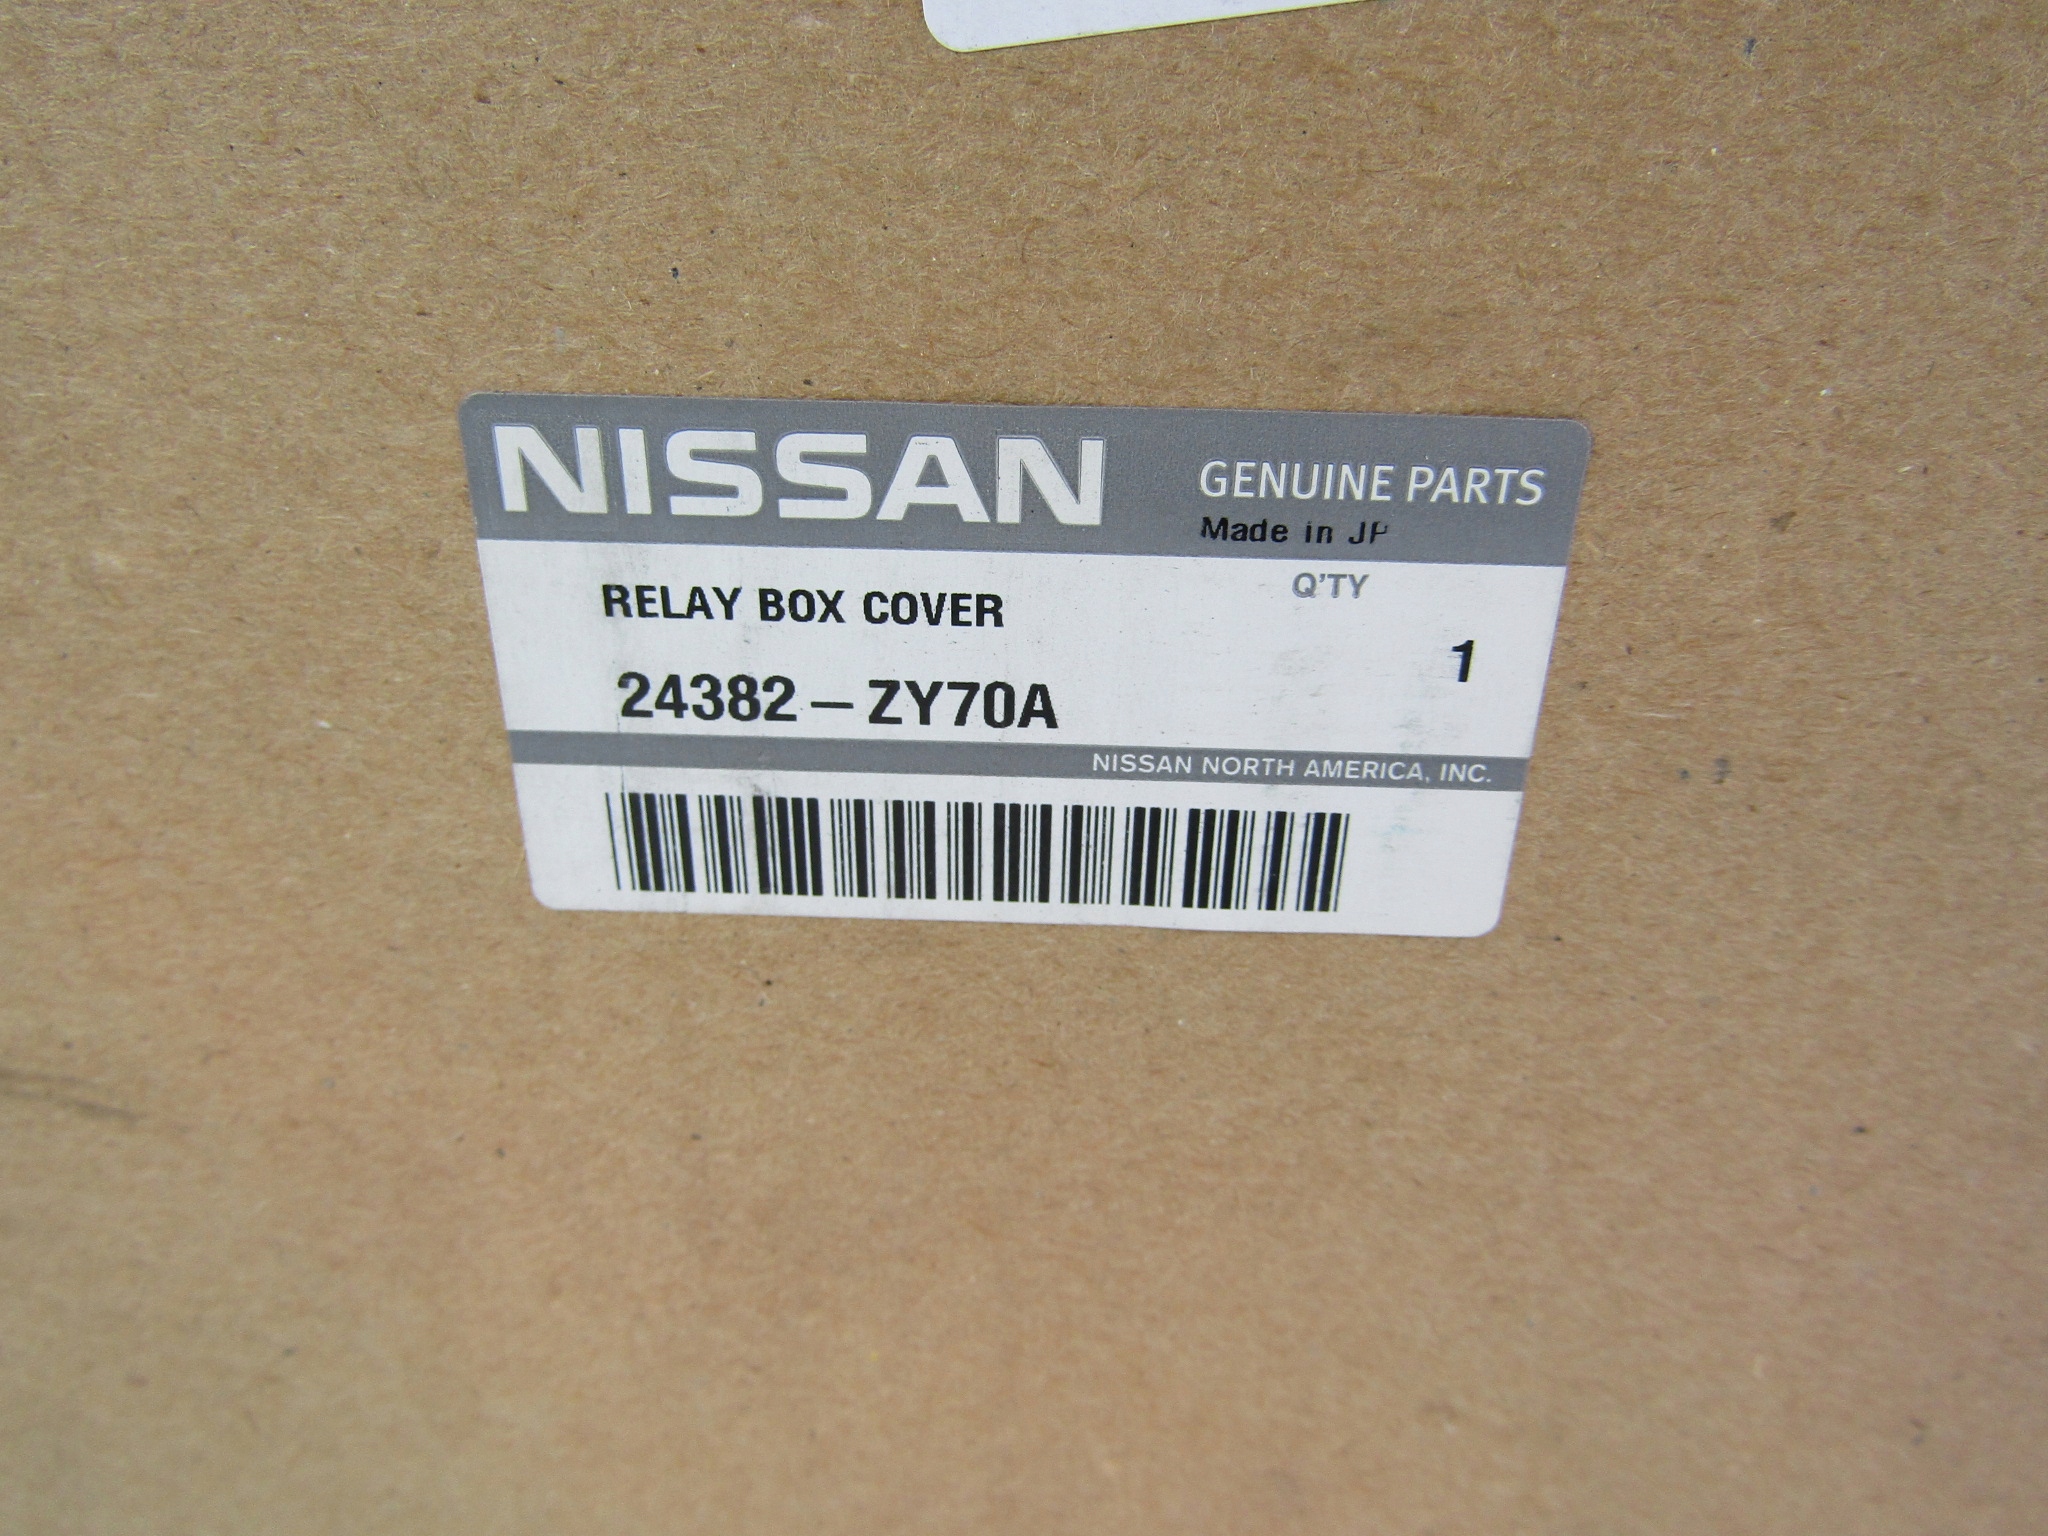 NISSAN
GENUINE PARTS
Made in JP
RELAY BOX COVER
Q'TY
1
24382-ZY70A
NISSAN NORTH AMERICA, INC.